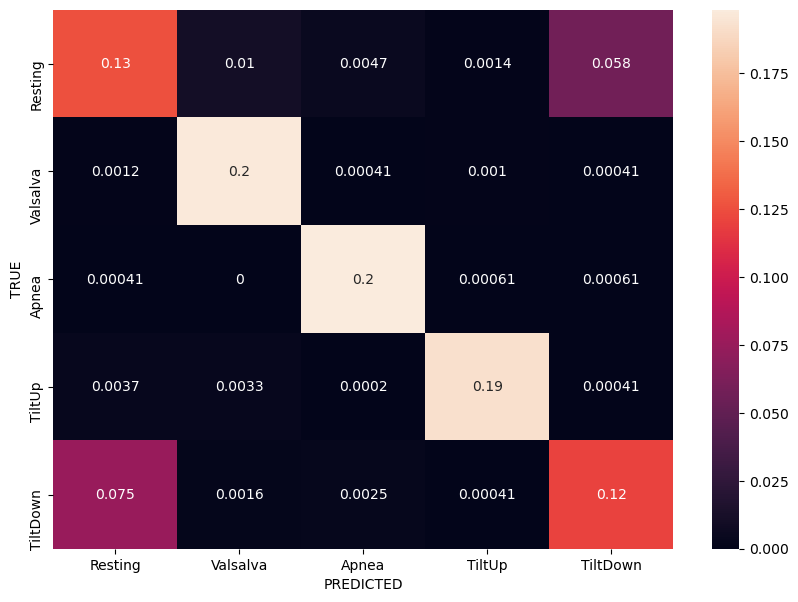 Resting 0.13 0.01 0.0047 0.0014 0.058
Valsalva 0.0012 0.2 0.00041 0.001 0.00041
Apnea 0.00041 0 0.2 0.00061 0.00061
TiltUp 0.0037 0.0033 0.0002 0.19 0.00041
TiltDown 0.075 0.0016 0.0025 0.00041 0.12
TRUE
Resting Valsalva Apnea TiltUp TiltDown
PREDICTED
0.175
0.150
0.125
0.100
0.075
0.050
0.025
0.000